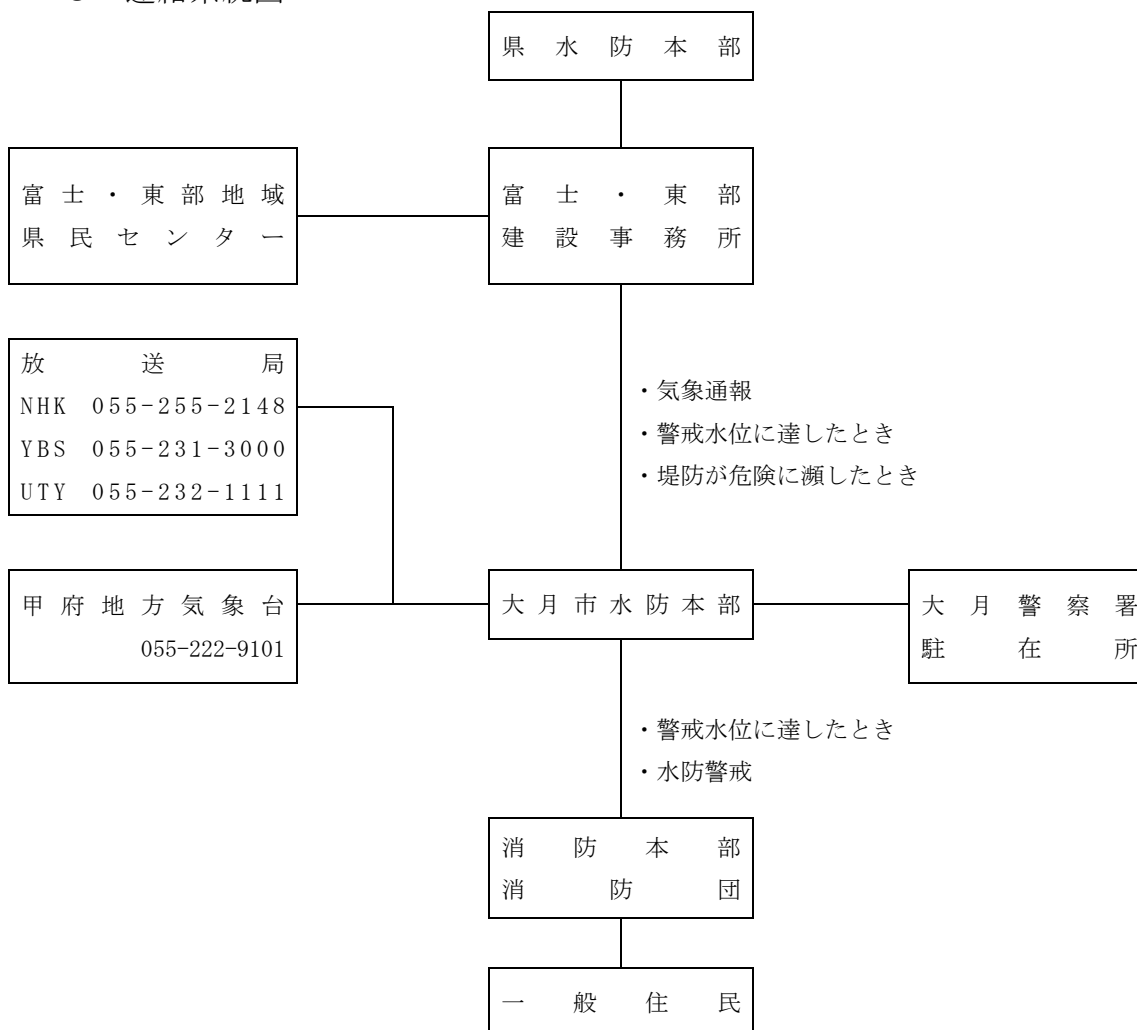 連絡系統図
県水防本部
富士・東部地域
県民センター
富士・東部
建設事務所
放送局
NHK 055-255-2148
YBS 055-231-3000
UTY 055-232-1111
・気象通報
・警戒水位に達したとき
・堤防が危険に瀕したとき
甲府地方気象台
055-222-9101
大月市水防本部
大月警察署
駐在所
・警戒水位に達したとき
・水防警戒
消防本部
消防団
一般住民